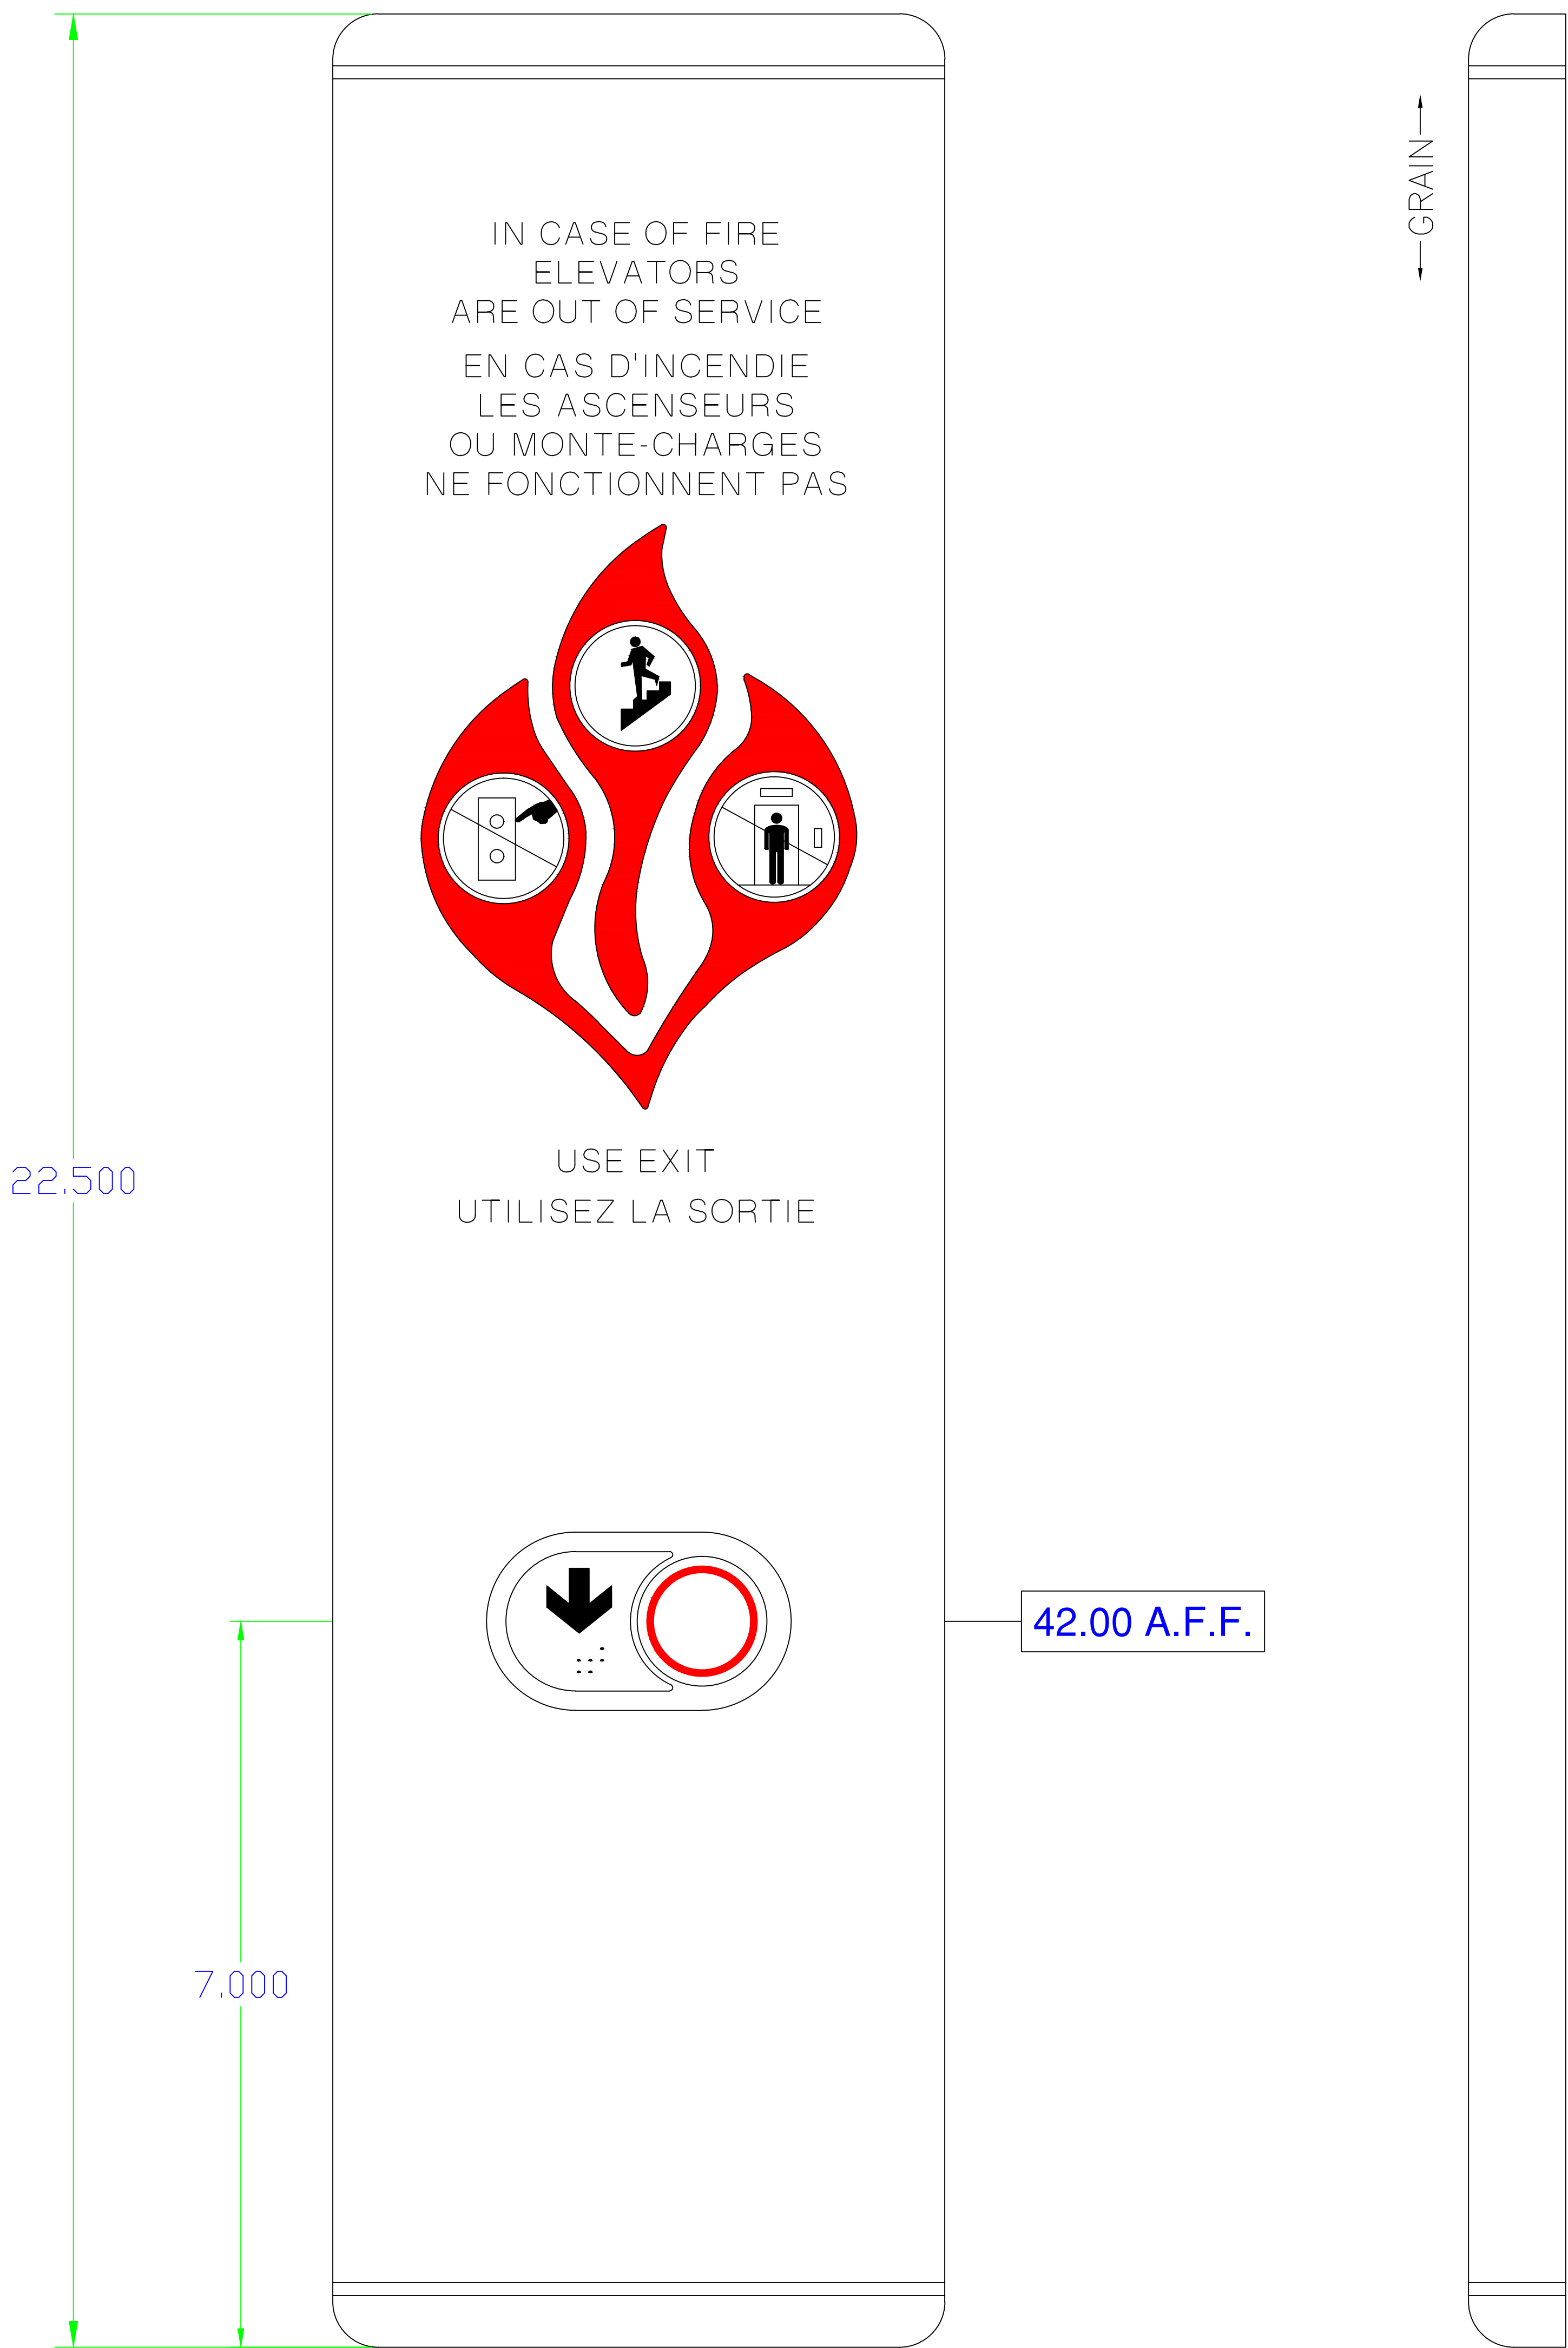 IN CASE OF FIRE
ELEVATORS
ARE OUT OF SERVICE
EN CAS D'INCENDIE
LES ASCENSEURS
OU MONTE-CHARGES
NE FONCTIONNENT PAS
USE EXIT
UTILISEZ LA SORTIE
22.500
7.000
42.00 A.F.F.
GRAIN